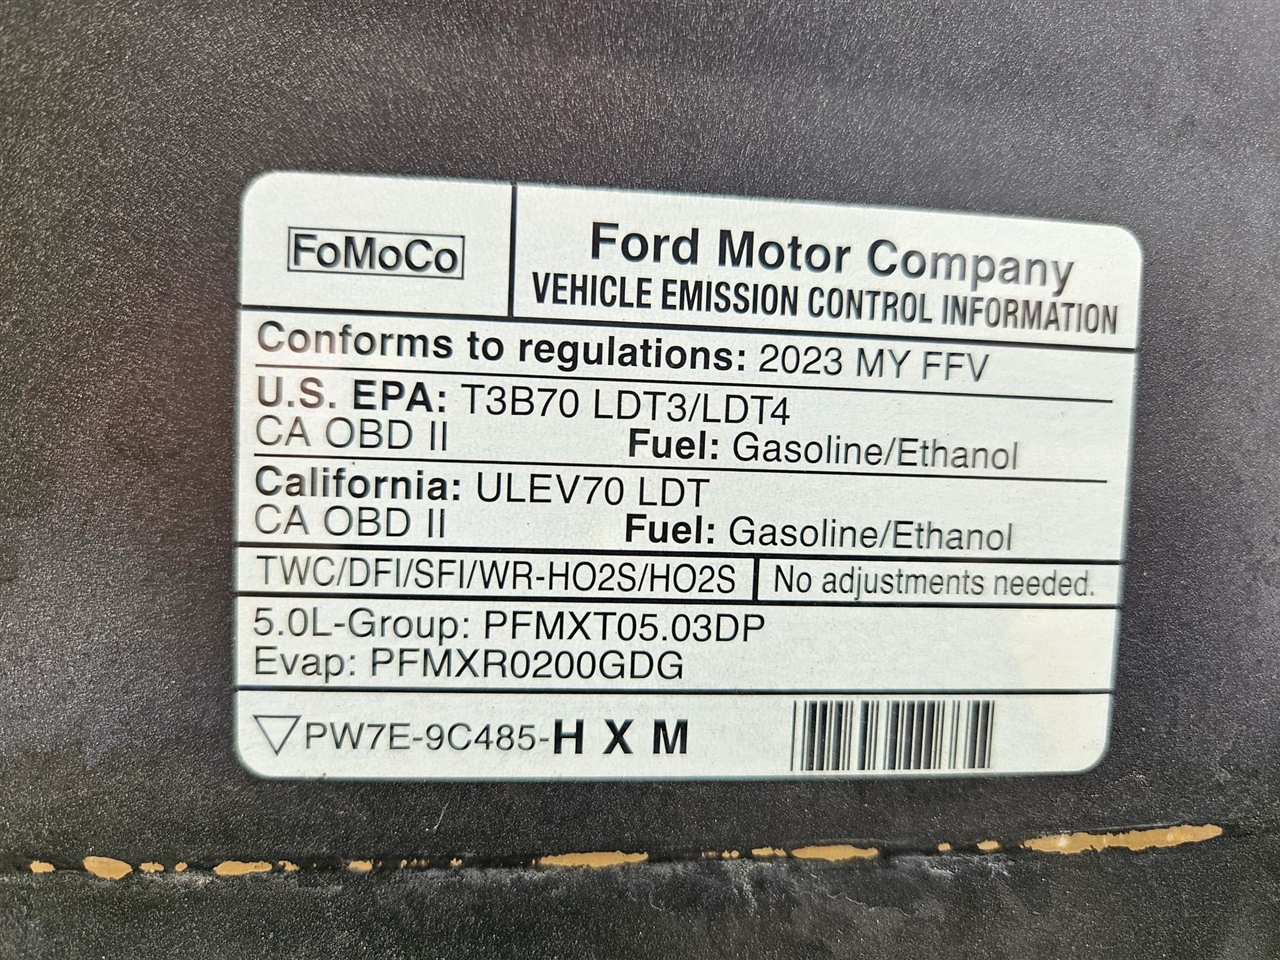 FoMoCo
Ford Motor Company
VEHICLE EMISSION CONTROL INFORMATION
Conforms to regulations: 2023 MY FFV
U.S. EPA: T3B70 LDT3/LDT4
CA OBD II Fuel: Gasoline/Ethanol
California: ULEV70 LDT
CA OBD II Fuel: Gasoline/Ethanol
TWC/DFI/SFI/WR-HO2S/HO2S No adjustments needed.
5.0L-Group: PFMXT05.03DP
Evap: PFMXR0200GDG
PW7E-9C485-H X M